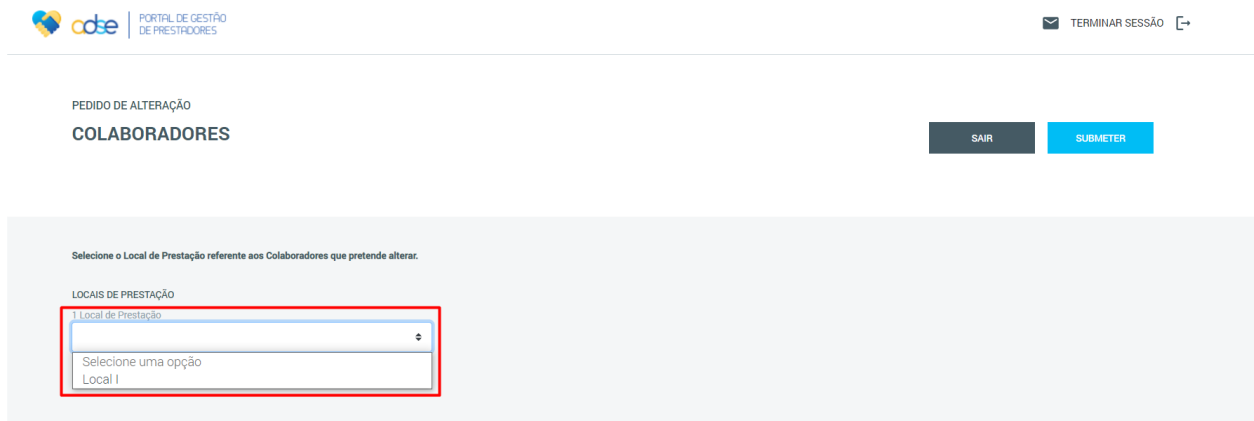 adse
PORTAL DE GESTÃO
DE PRESTADORES
TERMINAR SESSÃO
PEDIDO DE ALTERAÇÃO
COLABORADORES
SAIR
SUBMETER
Selecione o Local de Prestação referente aos Colaboradores que pretende alterar.
LOCAIS DE PRESTAÇÃO
1 Local de Prestação
Selecione uma opção
Local I